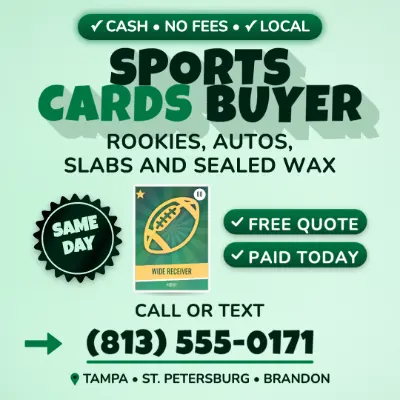 ✓ CASH • NO FEES • ✓ LOCAL
SPORTS
CARDS BUYER
ROOKIES, AUTOS,
SLABS AND SEALED WAX
SAME
DAY
WIDE RECEIVER
✓ FREE QUOTE
✓ PAID TODAY
CALL OR TEXT
(813) 555-0171
TAMPA • ST. PETERSBURG • BRANDON